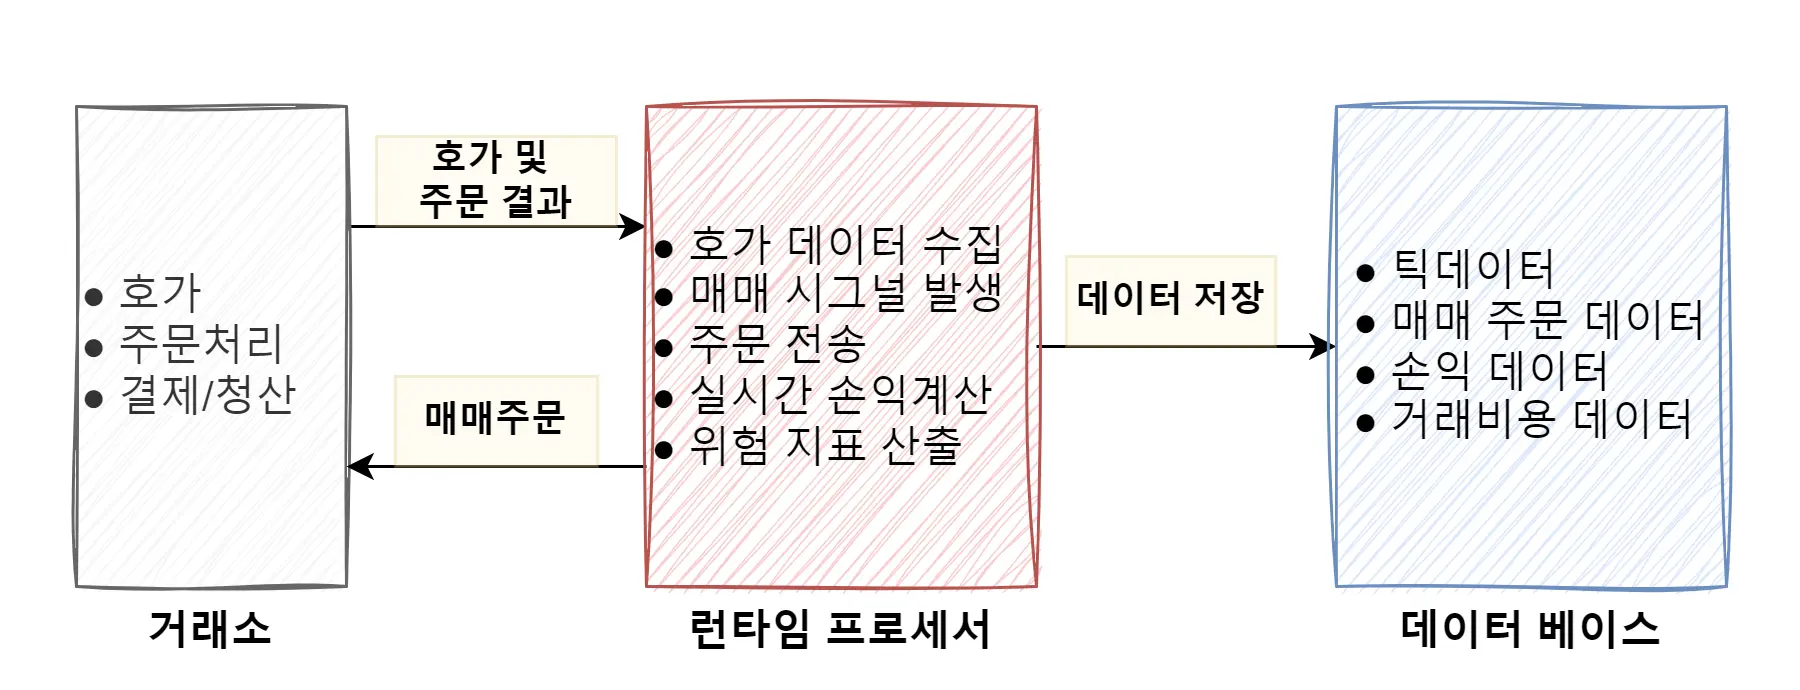 호가 및
주문 결과
매매주문
데이터 저장
● 호가
● 주문처리
● 결제/청산
● 호가 데이터 수집
● 매매 시그널 발생
● 주문 전송
● 실시간 손익계산
● 위험 지표 산출
● 틱데이터
● 매매 주문 데이터
● 손익 데이터
● 거래비용 데이터
거래소
런타임 프로세서
데이터 베이스